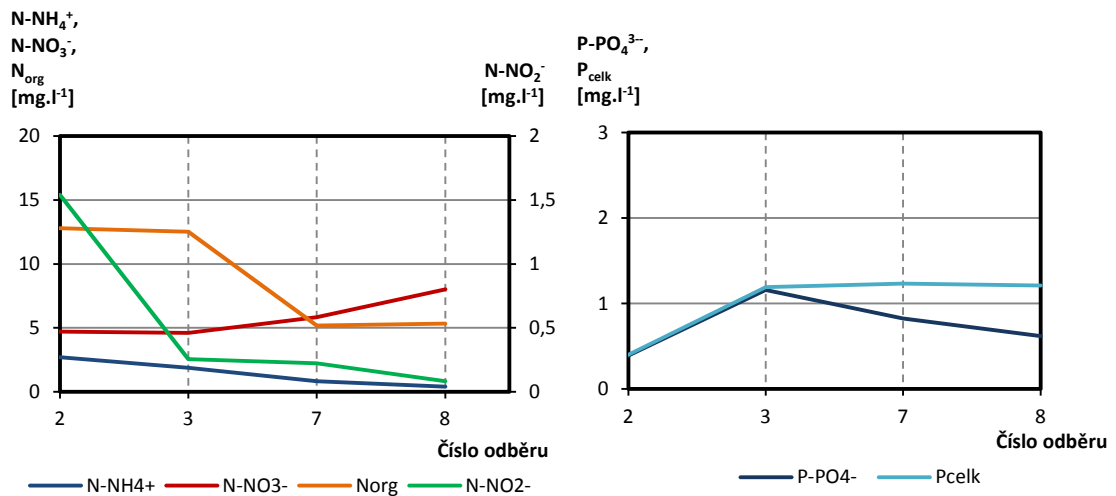 N-NH₄⁺,
N-NO₃⁻,
N_org
[mg.l⁻¹]
N-NO₂⁻
[mg.l⁻¹]
20
15
10
5
0
2
1,5
1
0,5
0
2 3 7 8
Číslo odběru
N-NH4+ N-NO3- Norg N-NO2-
P-PO₄³⁻⁻,
P_celk
[mg.l⁻¹]
3
2
1
0
2 3 7 8
Číslo odběru
P-PO4- Pcelk